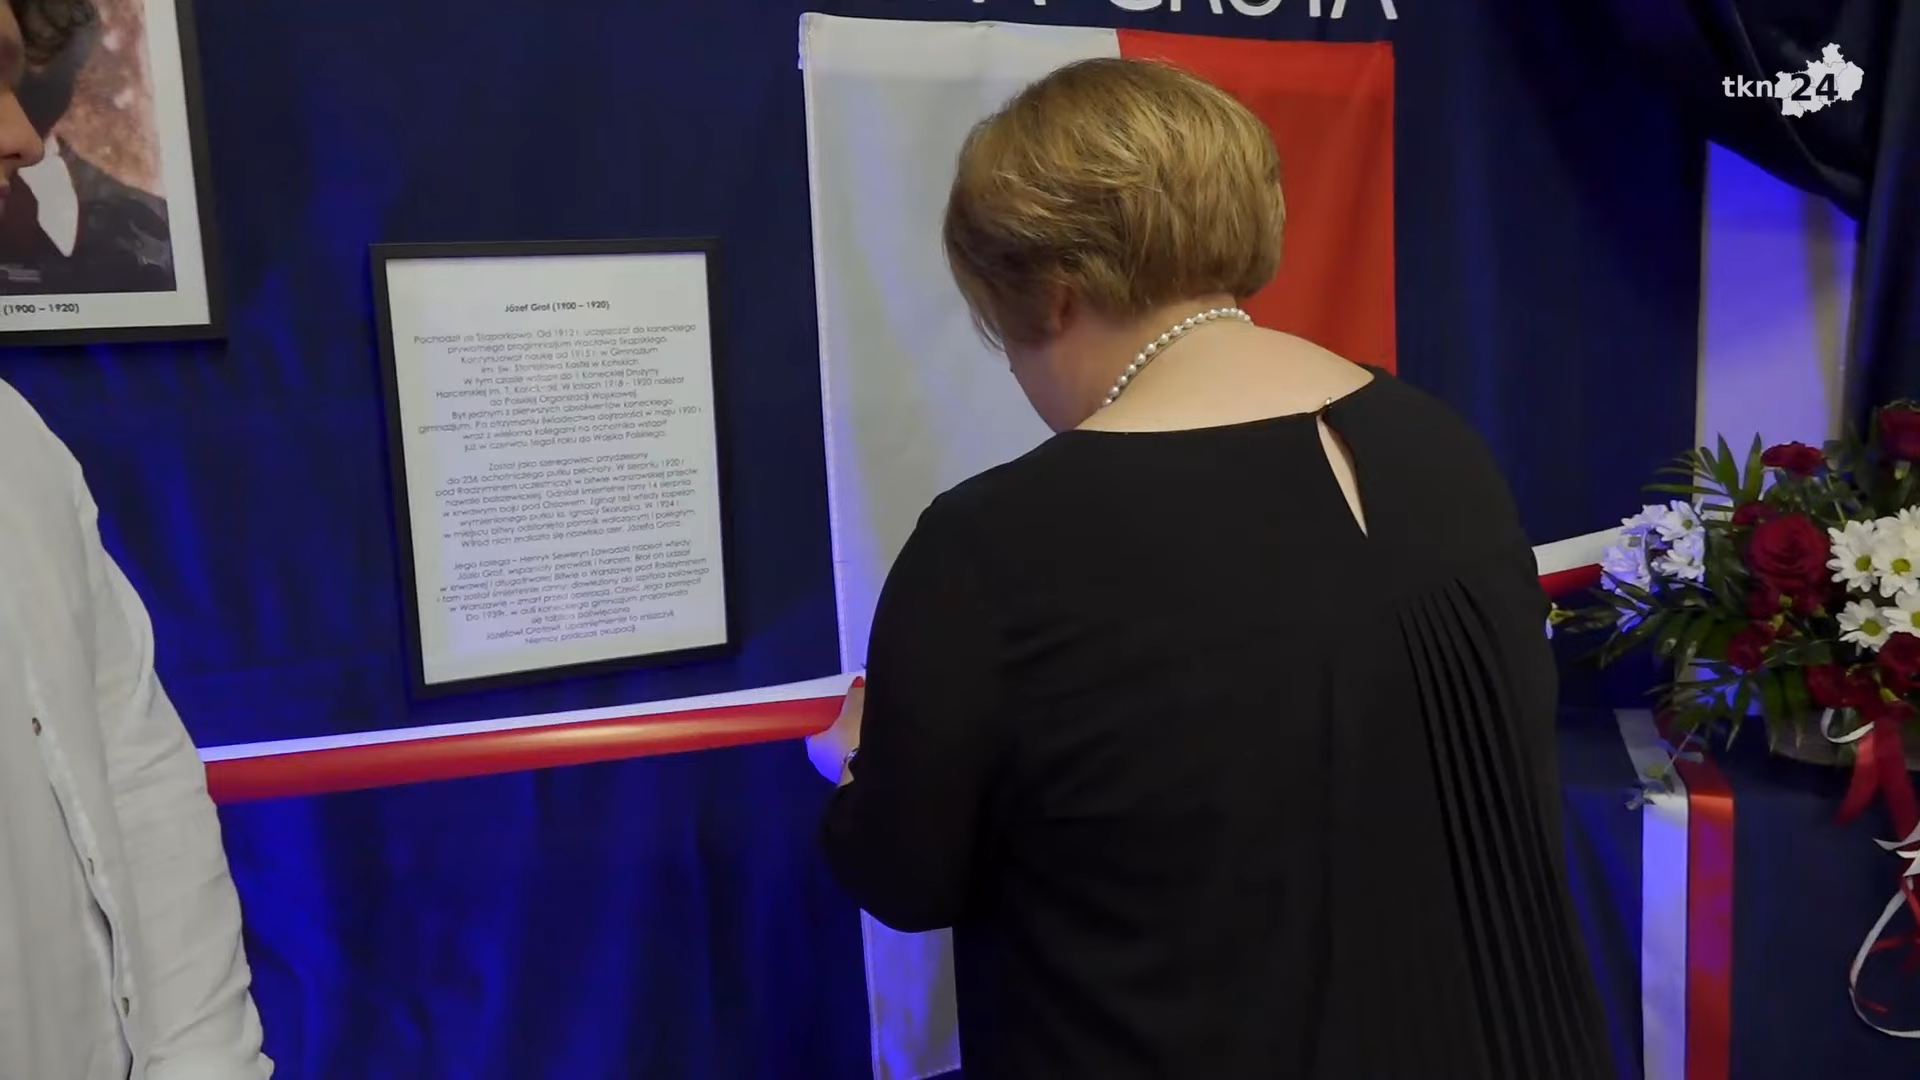 GROTA
tkn24
(1900 – 1920)
Józef Grot (1900 – 1920)
Pochodził ze Stąporkowa. Od 1912 r. uczęszczał do koneckiego
prywatnego progimnazjum Wacława Słapskiego.
Kontynuował naukę od 1915 r. w Gimnazjum
im. św. Stanisława Kostki w Końskich.
W tym czasie wstąpił do 1 Koneckiej Drużyny
Harcerskiej im. T. Kościuszki. W latach 1918 - 1920 należał
do Polskiej Organizacji Wojskowej.
Był jednym z pierwszych absolwentów koneckiego
gimnazjum. Po otrzymaniu świadectwa dojrzałości w maju 1920 r.
wraz z wieloma kolegami na ochotnika wstąpił
już w czerwcu tegoż roku do Wojska Polskiego.
Został jako szeregowiec przydzielony
do 236 ochotniczego pułku piechoty. W sierpniu 1920 r.
pod Radzyminem uczestniczył w bitwie warszawskiej przeciw
nawale bolszewickiej. Odniósł śmiertelne rany 14 sierpnia
w krwawym boju pod Ossowem. Zginął też wtedy kapelan
wymienionego pułku ks. Ignacy Skorupka. W 1924 r.
w miejscu bitwy odsłonięto pomnik walczącym i poległym.
Wśród nich znalazło się nazwisko szer. Józefa Grota.
Jego kolega – Henryk Seweryn Zawadzki napisał wtedy:
Józio Grot, wspaniały peowiak i harcerz. Brał on udział
w krwawej i długotrwałej Bitwie o Warszawę pod Radzyminem
i tam został śmiertelnie ranny; dowieziony do szpitala polowego
w Warszawie – zmarł przed operacją. Cześć Jego pamięci!
Do 1939r. w auli koneckiego gimnazjum znajdowała
się tablica poświęcona
Józefowi Grotowi. Upamiętnienie to zniszczyli
Niemcy podczas okupacji.